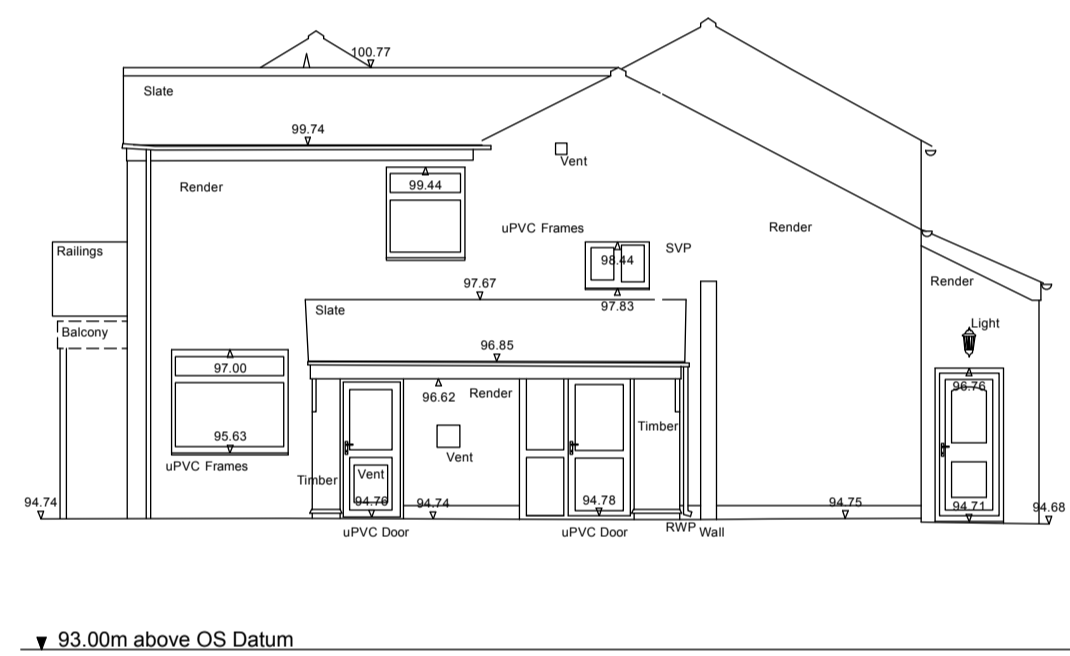 100.77
Slate
99.74
Vent
99.44
Render
uPVC Frames
Render
SVP
Railings
98.44
Render
97.67
97.83
Slate
Light
Balcony
96.85
97.00
96.76
96.62
Render
Timber
95.63
Vent
uPVC Frames
Vent
Timber
94.74
94.76
94.74
94.78
94.75
94.71
94.68
uPVC Door
uPVC Door
RWP
Wall
93.00m above OS Datum